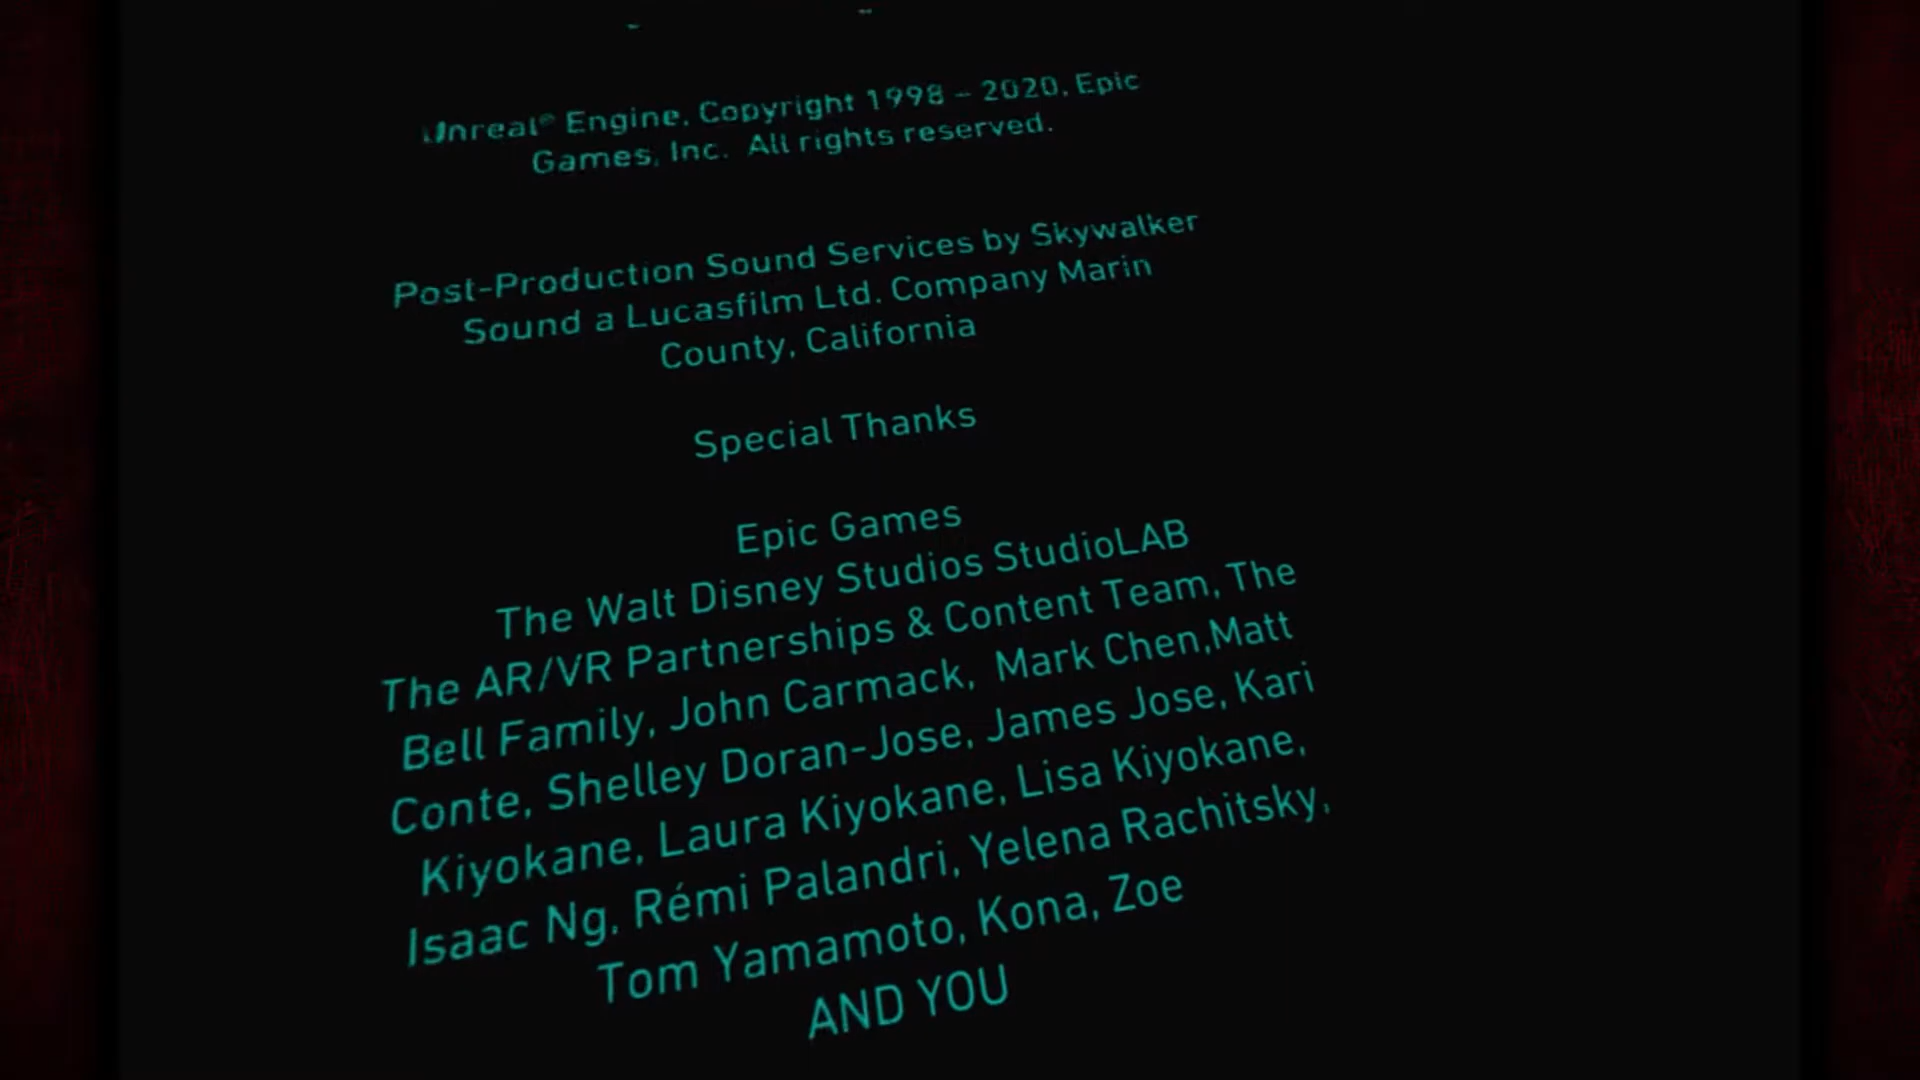 Unreal® Engine, Copyright 1998 – 2020, Epic
Games, Inc.  All rights reserved.
Post-Production Sound Services by Skywalker
Sound a Lucasfilm Ltd. Company Marin
County, California
Special Thanks
Epic Games
The Walt Disney Studios StudioLAB
The AR/VR Partnerships & Content Team, The
Bell Family, John Carmack,  Mark Chen,Matt
Conte, Shelley Doran-Jose, James Jose, Kari
Kiyokane, Laura Kiyokane, Lisa Kiyokane,
Isaac Ng, Rémi Palandri, Yelena Rachitsky,
Tom Yamamoto, Kona, Zoe
AND YOU